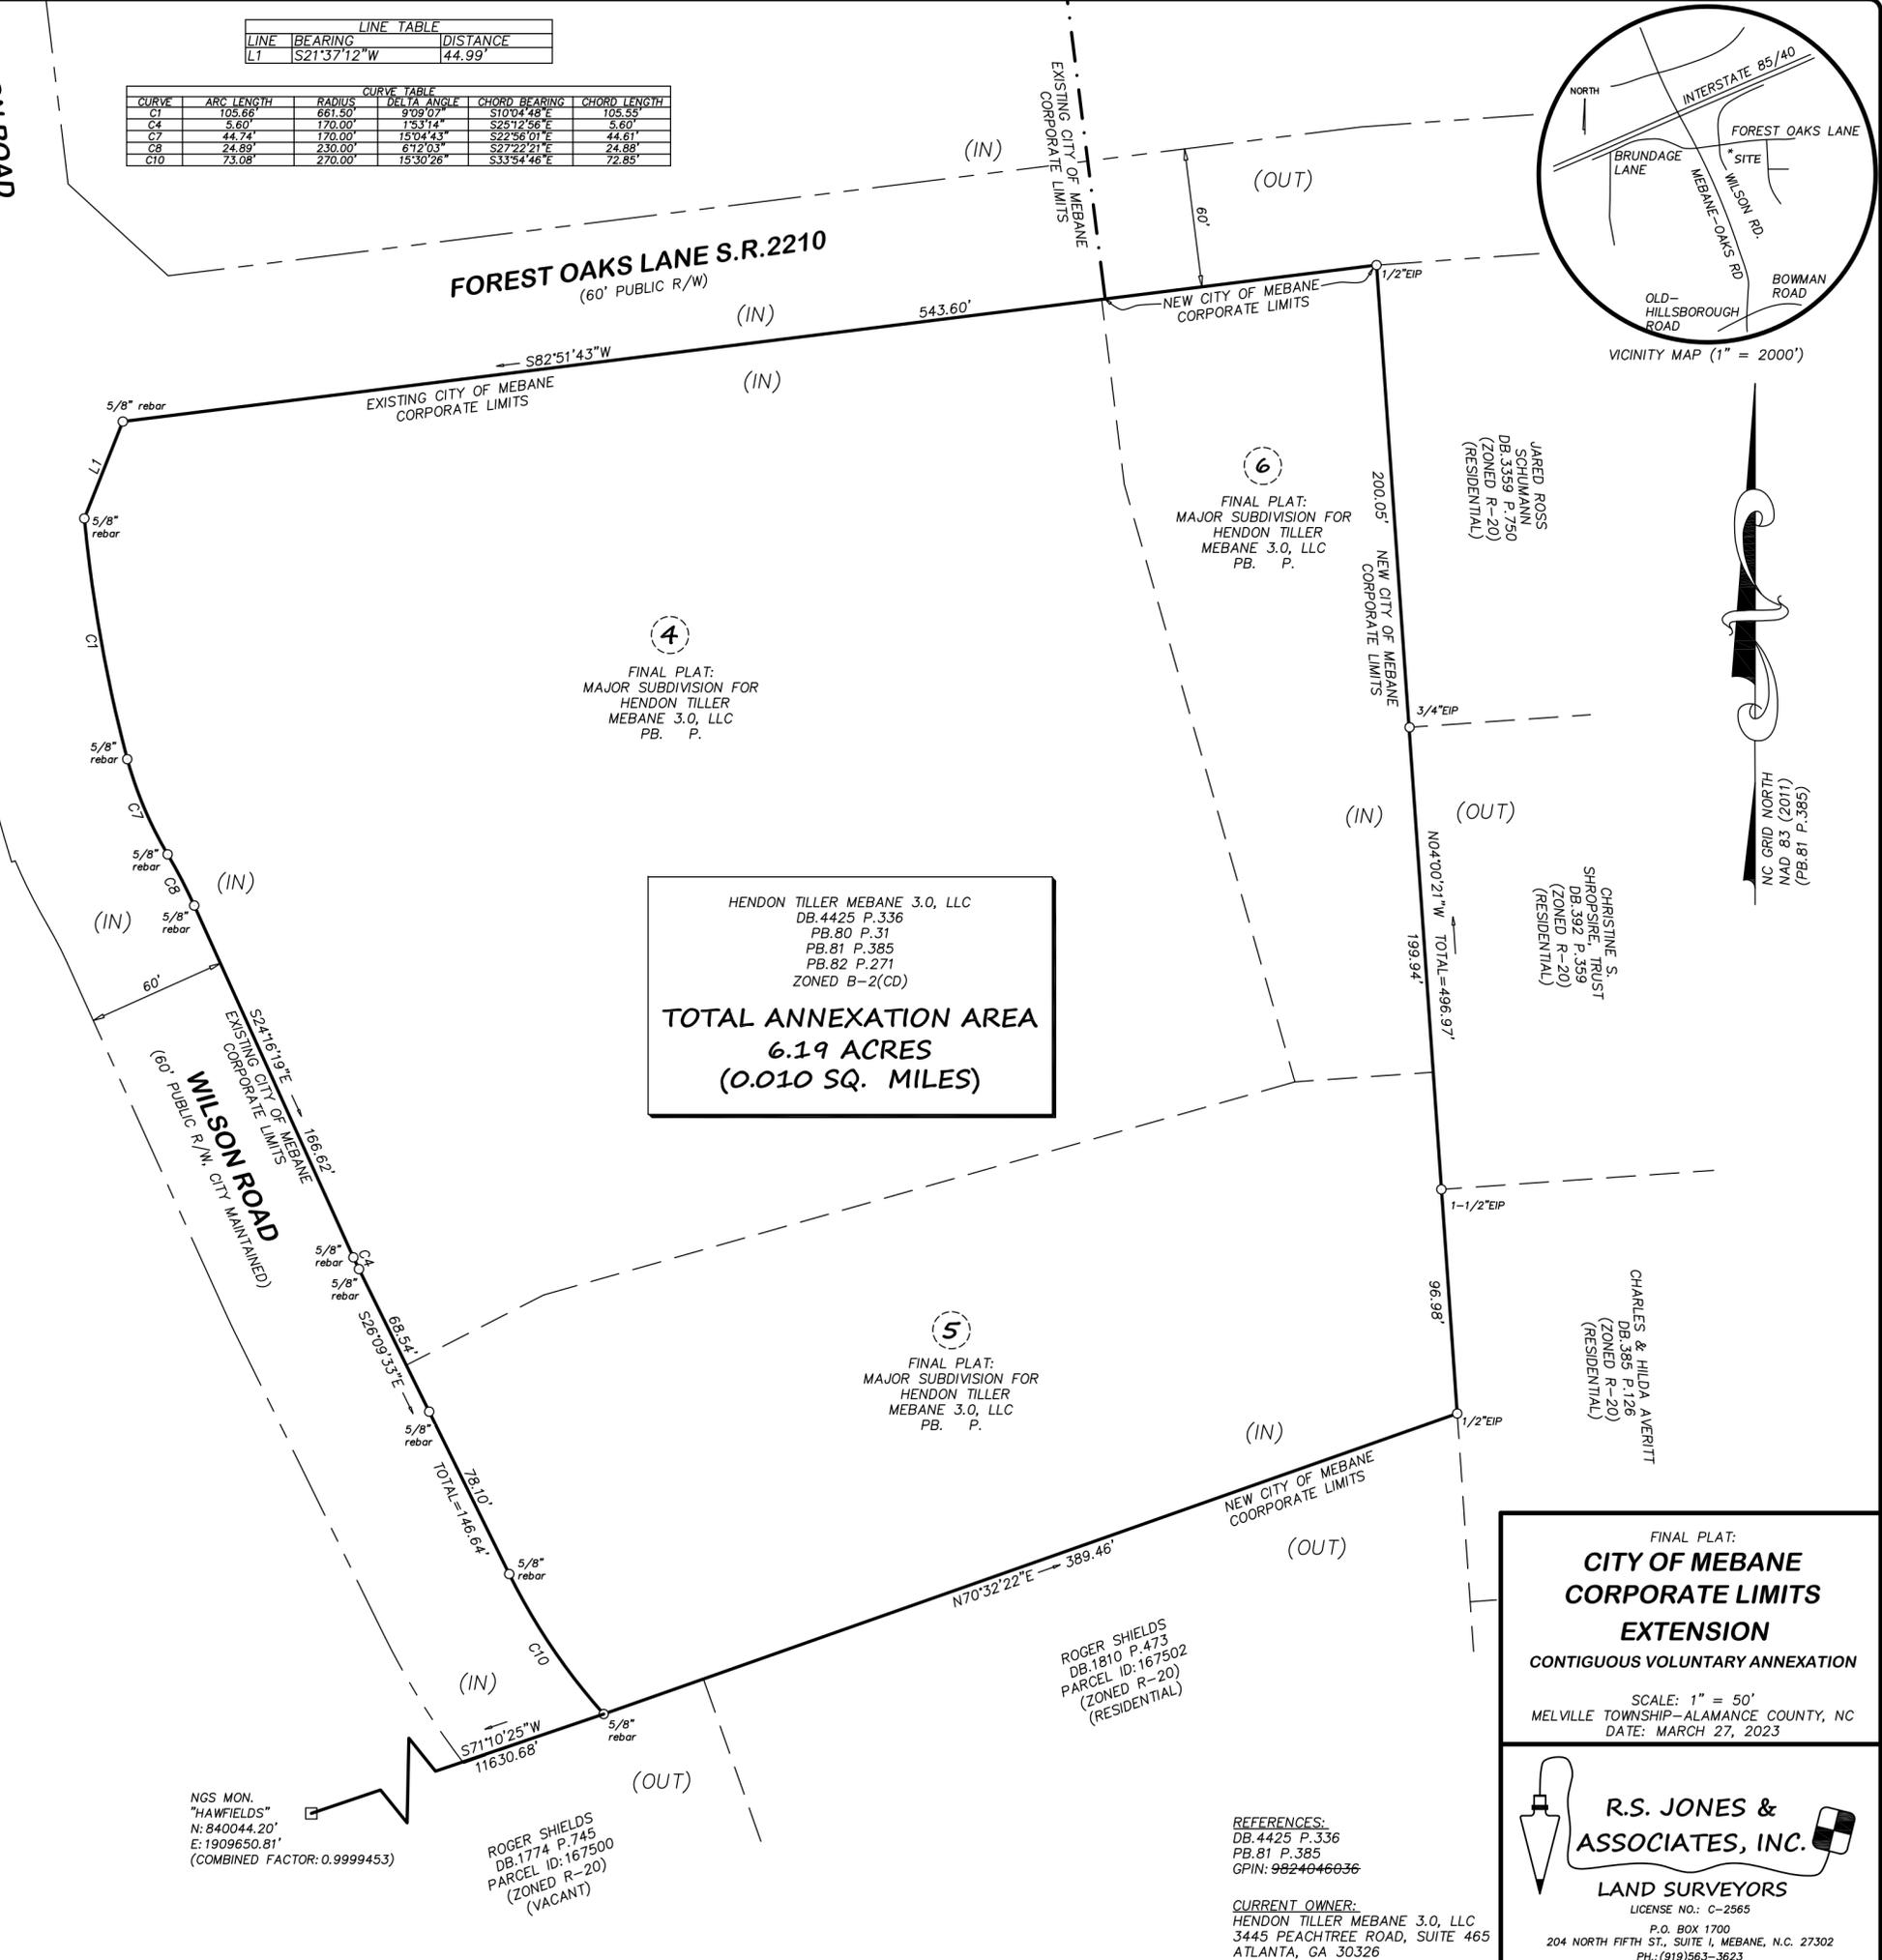 LINE TABLE
LINE BEARING DISTANCE
L1 S21°37'12"W 44.99'
CURVE TABLE
CURVE ARC LENGTH RADIUS DELTA ANGLE CHORD BEARING CHORD LENGTH
C1 105.66' 661.50' 9°09'07" S10°04'48"E 105.55'
C4 5.60' 170.00' 1°53'14" S25°12'56"E 5.60'
C7 44.74' 170.00' 15°04'43" S22°56'01"E 44.61'
C8 24.89' 230.00' 6°12'03" S27°22'21"E 24.88'
C10 73.08' 270.00' 15°30'26" S33°54'46"E 72.85'
ROAD
EXISTING CITY OF MEBANE
CORPORATE LIMITS
(IN)
(OUT)
60'
FOREST OAKS LANE S.R.2210
(60' PUBLIC R/W)
(IN)
543.60'
NEW CITY OF MEBANE
CORPORATE LIMITS
1/2"EIP
S82°51'43"W
(IN)
EXISTING CITY OF MEBANE
CORPORATE LIMITS
5/8" rebar
L1
5/8"
rebar
C1
5/8"
rebar
C7
5/8"
rebar
C8
5/8"
rebar
(IN)
(IN)
60'
NORTH
INTERSTATE 85/40
FOREST OAKS LANE
BRUNDAGE
LANE
* SITE
WILSON RD.
MEBANE-OAKS RD
BOWMAN
ROAD
OLD-
HILLSBOROUGH
ROAD
VICINITY MAP (1" = 2000')
NC GRID NORTH
NAD 83 (2011)
(PB.81 P.385)
4
FINAL PLAT:
MAJOR SUBDIVISION FOR
HENDON TILLER
MEBANE 3.0, LLC
PB. P.
6
FINAL PLAT:
MAJOR SUBDIVISION FOR
HENDON TILLER
MEBANE 3.0, LLC
PB. P.
200.05'
NEW CITY OF MEBANE
CORPORATE LIMITS
JARED ROSS
SCHUMANN
DB.3359 P.750
(ZONED R-20)
(RESIDENTIAL)
3/4"EIP
(IN)
(OUT)
N04°00'21"W TOTAL=496.97'
199.94'
CHRISTINE S.
SHROPSIRE, TRUST
DB.392 P.359
(ZONED R-20)
(RESIDENTIAL)
HENDON TILLER MEBANE 3.0, LLC
DB.4425 P.336
PB.80 P.31
PB.81 P.385
PB.82 P.271
ZONED B-2(CD)
TOTAL ANNEXATION AREA
6.19 ACRES
(0.010 SQ. MILES)
S24°16'19"E
166.62'
EXISTING CITY OF MEBANE
CORPORATE LIMITS
WILSON ROAD
(60' PUBLIC R/W, CITY MAINTAINED)
5/8"
rebar
C4
5/8"
rebar
68.54'
S26°09'33"E
5/8"
rebar
78.10'
TOTAL=146.64'
5/8"
rebar
C10
5/8"
rebar
1-1/2"EIP
96.98'
CHARLES & HILDA AVERITT
DB.385 P.126
(ZONED R-20)
(RESIDENTIAL)
1/2"EIP
5
FINAL PLAT:
MAJOR SUBDIVISION FOR
HENDON TILLER
MEBANE 3.0, LLC
PB. P.
(IN)
NEW CITY OF MEBANE
COORPORATE LIMITS
(OUT)
N70°32'22"E 389.46'
ROGER SHIELDS
DB.1810 P.473
PARCEL ID:167502
(ZONED R-20)
(RESIDENTIAL)
(IN)
S71°10'25"W
11630.68'
(OUT)
NGS MON.
"HAWFIELDS"
N: 840044.20'
E: 1909650.81'
(COMBINED FACTOR: 0.9999453)
ROGER SHIELDS
DB.1774 P.745
PARCEL ID:167500
(ZONED R-20)
(VACANT)
REFERENCES:
DB.4425 P.336
PB.81 P.385
GPIN: 9824046036
CURRENT OWNER:
HENDON TILLER MEBANE 3.0, LLC
3445 PEACHTREE ROAD, SUITE 465
ATLANTA, GA 30326
FINAL PLAT:
CITY OF MEBANE
CORPORATE LIMITS
EXTENSION
CONTIGUOUS VOLUNTARY ANNEXATION
SCALE: 1" = 50'
MELVILLE TOWNSHIP-ALAMANCE COUNTY, NC
DATE: MARCH 27, 2023
R.S. JONES &
ASSOCIATES, INC.
LAND SURVEYORS
LICENSE NO.: C-2565
P.O. BOX 1700
204 NORTH FIFTH ST., SUITE I, MEBANE, N.C. 27302
PH.:(919)563-3623